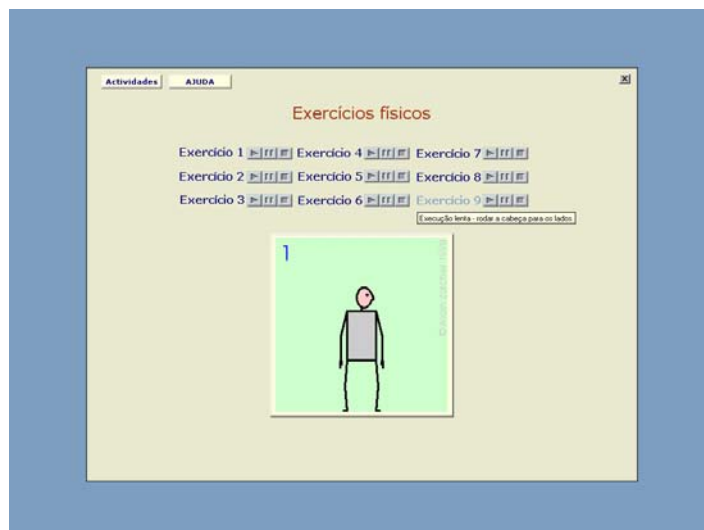 Actividades AJUDA X
Exercícios físicos
Exercício 1 Exercício 4 Exercício 7
Exercício 2 Exercício 5 Exercício 8
Exercício 3 Exercício 6 Exercício 9
Execução lenta - rodar a cabeça para os lados
1